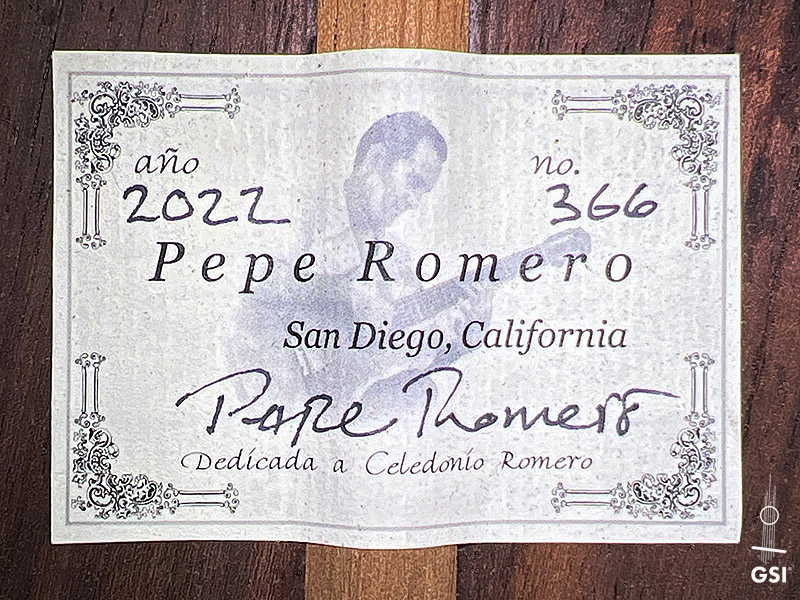 año
no.
2022
366
Pepe Romero
San Diego, California
Pepe Romero
Dedicada a Celedonio Romero
GSI